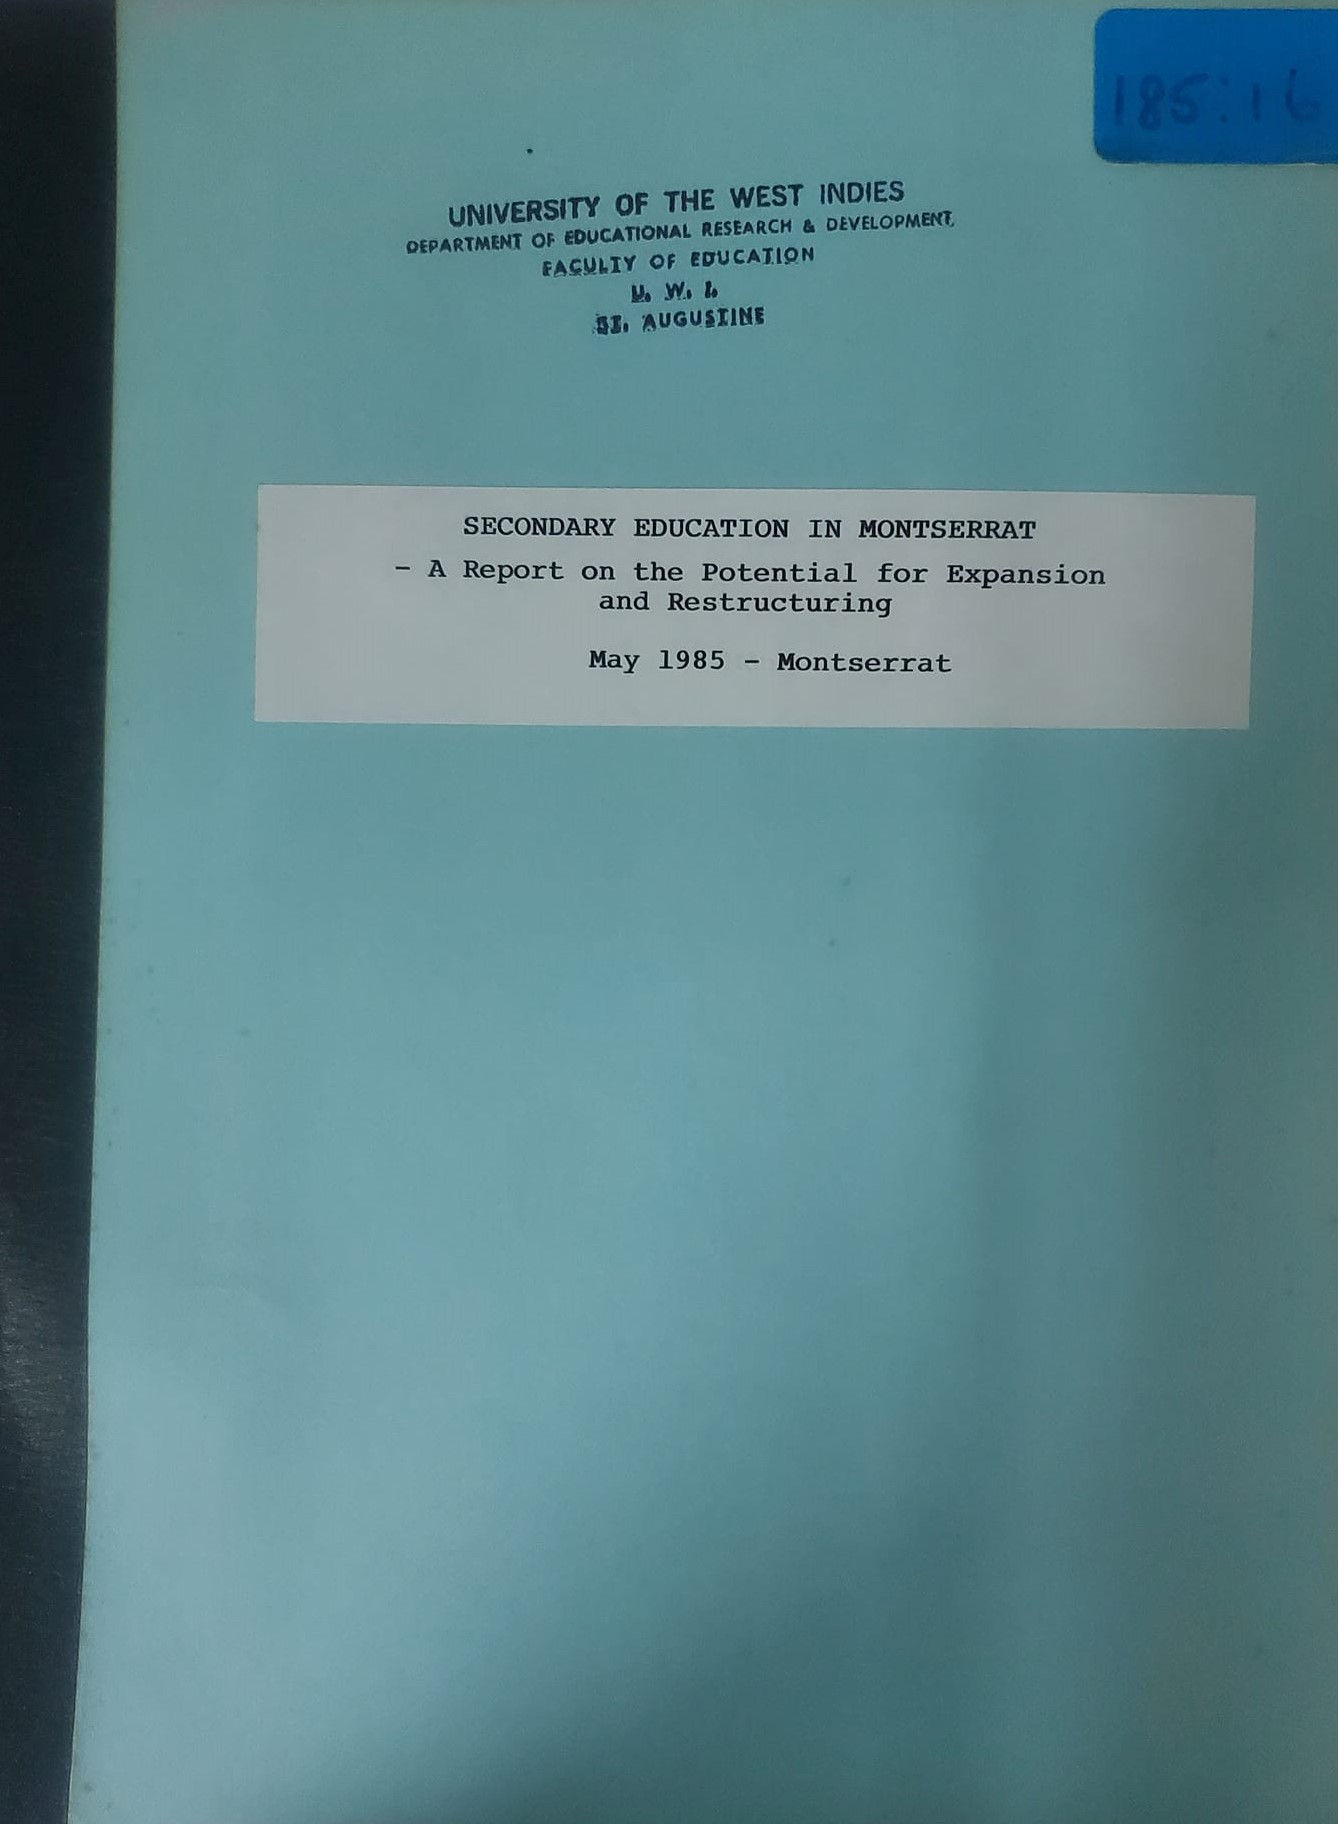 185:16
UNIVERSITY OF THE WEST INDIES
DEPARTMENT OF EDUCATIONAL RESEARCH & DEVELOPMENT,
FACULTY OF EDUCATION
U. W. I.
ST. AUGUSTINE
SECONDARY EDUCATION IN MONTSERRAT
- A Report on the Potential for Expansion
and Restructuring
May 1985 - Montserrat